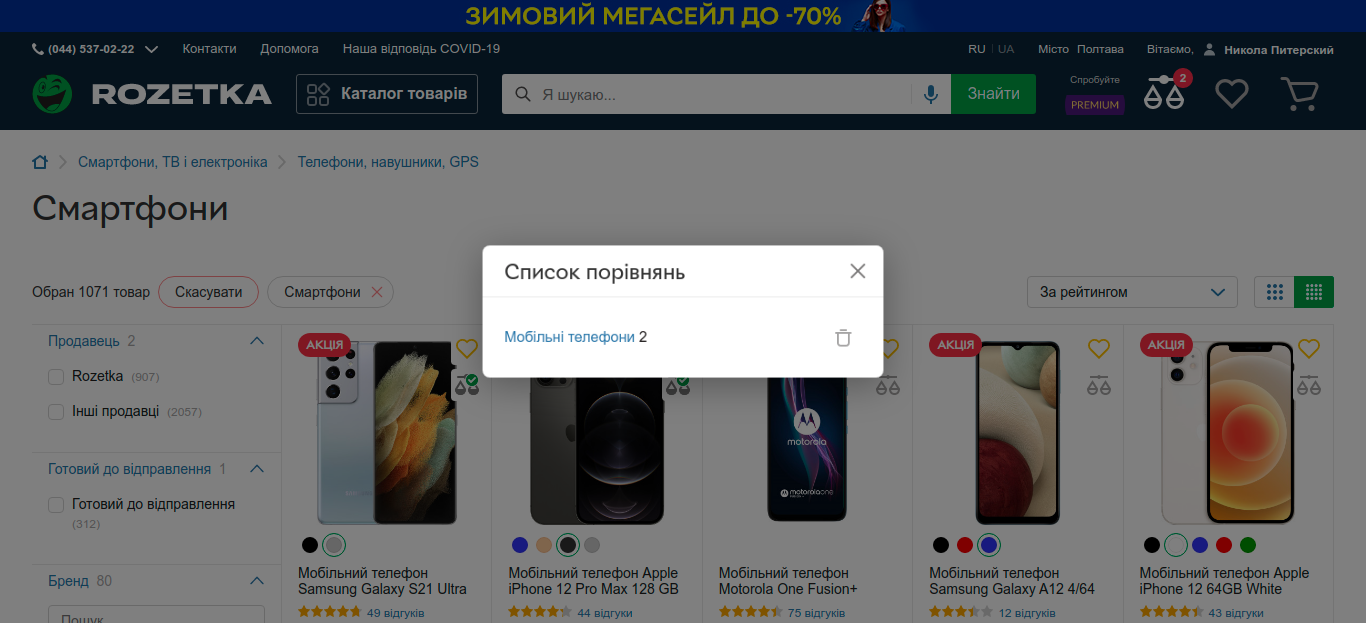 ЗИМОВИЙ МЕГАСЕЙЛ ДО -70%
(044) 537-02-22 Контакти Допомога Наша відповідь COVID-19 RU | UA Місто Полтава Вітаємо, Никола Питерский
ROZETKA Каталог товарів Я шукаю... Знайти Спробуйте PREMIUM 2
Смартфони, ТВ і електроніка Телефони, навушники, GPS
Смартфони
Список порівнянь
Обран 1071 товар Скасувати Смартфони За рейтингом
Мобільні телефони 2
Продавець 2
Rozetka (907)
Інші продавці (2057)
Готовий до відправлення 1
Готовий до відправлення
(312)
Бренд 80
Пошук
АКЦІЯ
АКЦІЯ
АКЦІЯ
motorola
motorolaone
Мобільний телефон
Samsung Galaxy S21 Ultra
49 відгуків
Мобільний телефон Apple
iPhone 12 Pro Max 128 GB
44 відгуки
Мобільний телефон
Motorola One Fusion+
75 відгуків
Мобільний телефон
Samsung Galaxy A12 4/64
12 відгуків
Мобільний телефон Apple
iPhone 12 64GB White
43 відгуки